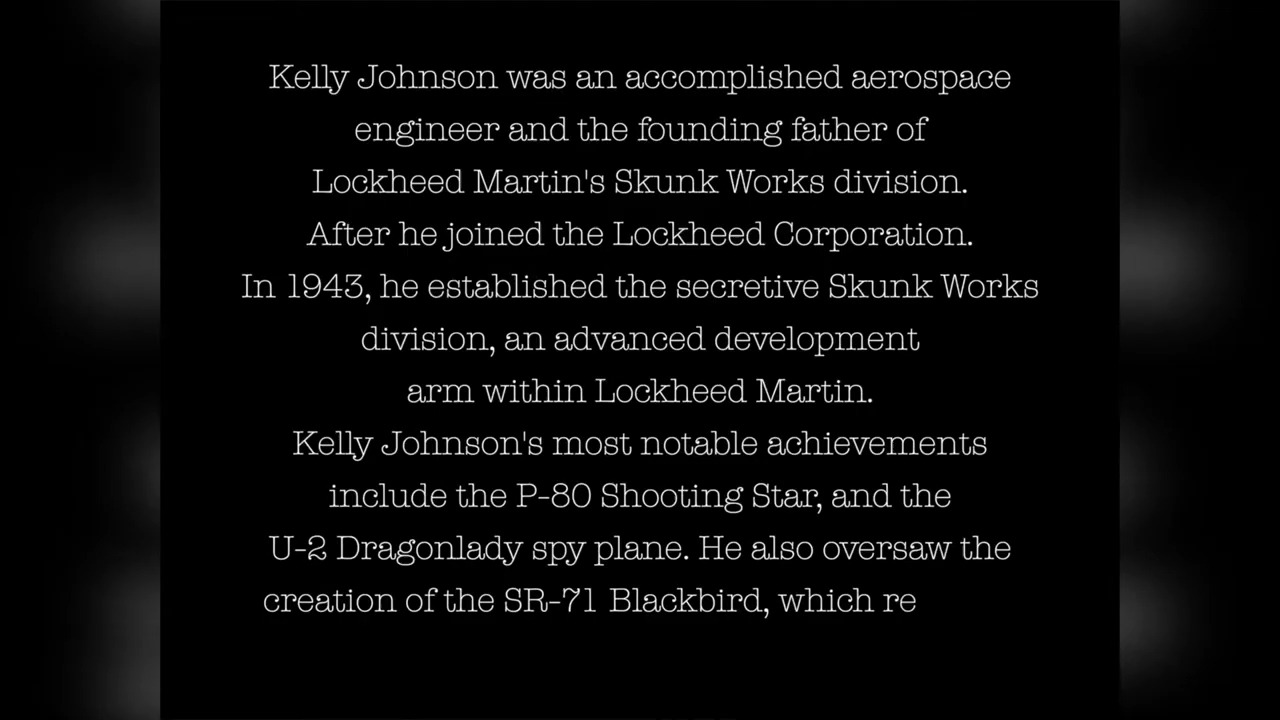 Kelly Johnson was an accomplished aerospace
engineer and the founding father of
Lockheed Martin's Skunk Works division.
After he joined the Lockheed Corporation.
In 1943, he established the secretive Skunk Works
division, an advanced development
arm within Lockheed Martin.
Kelly Johnson's most notable achievements
include the P-80 Shooting Star, and the
U-2 Dragonlady spy plane. He also oversaw the
creation of the SR-71 Blackbird, which re